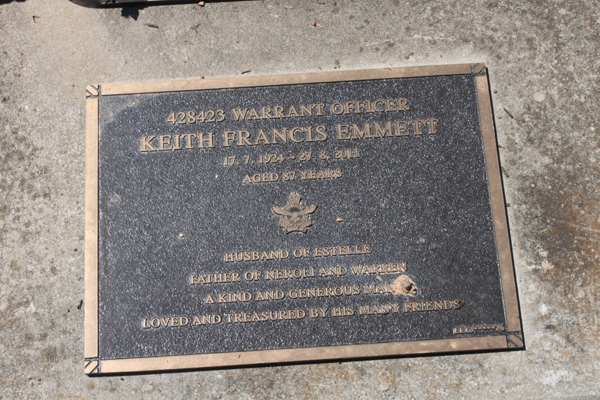 428423 WARRANT OFFICER
KEITH FRANCIS EMMETT
17. 7. 1924 – 27. 8. 2011
AGED 87 YEARS
HUSBAND OF ESTELLE
FATHER OF NEROLI AND WARREN
A KIND AND GENEROUS MAN
LOVED AND TREASURED BY HIS MANY FRIENDS